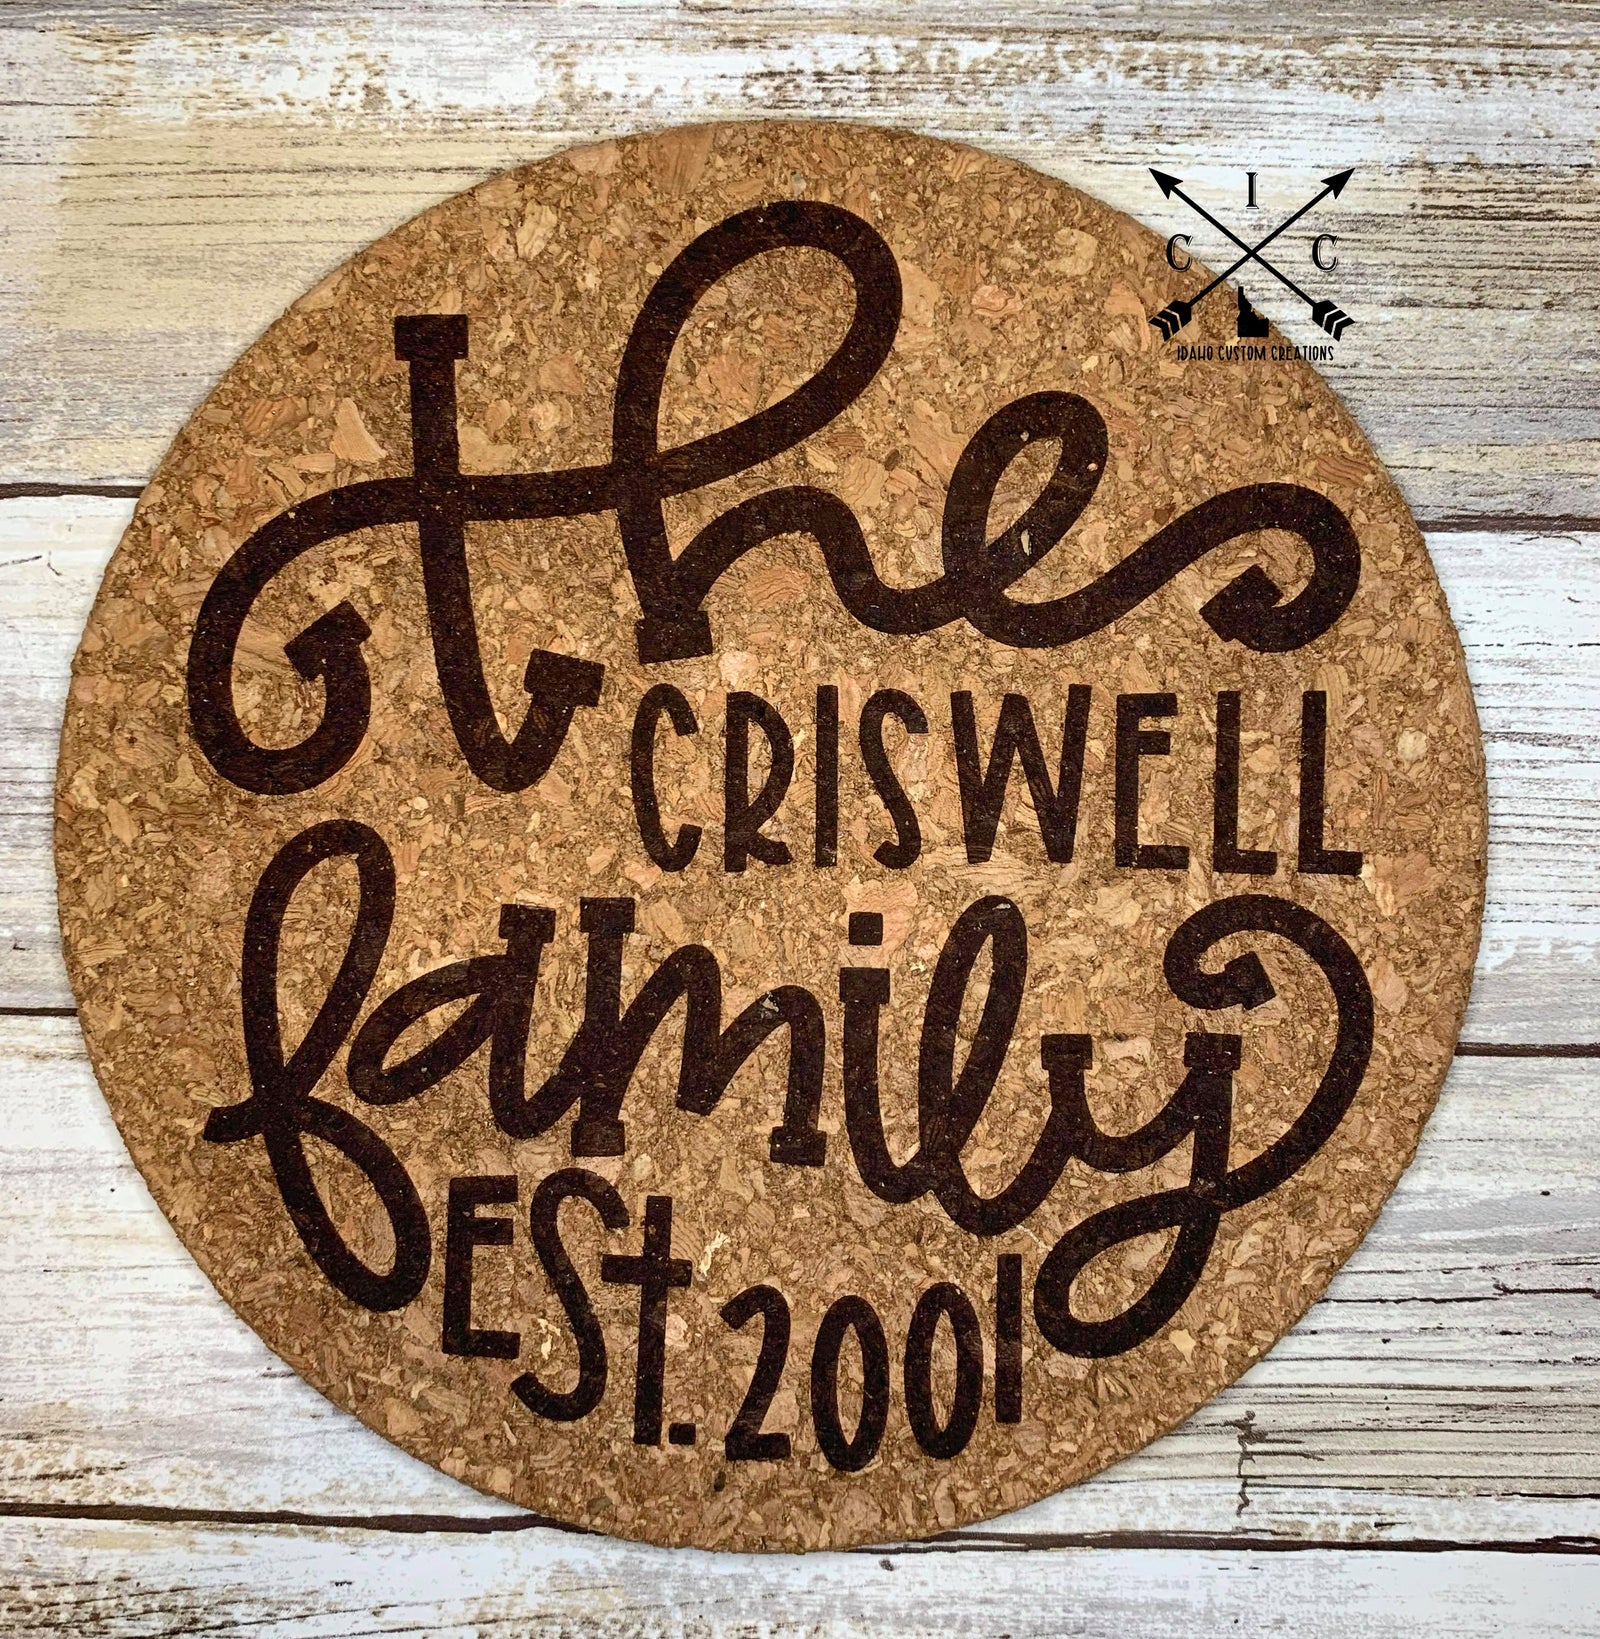 the
CRISWELL
family
Est. 2001
I
C C
IDAHO CUSTOM CREATIONS